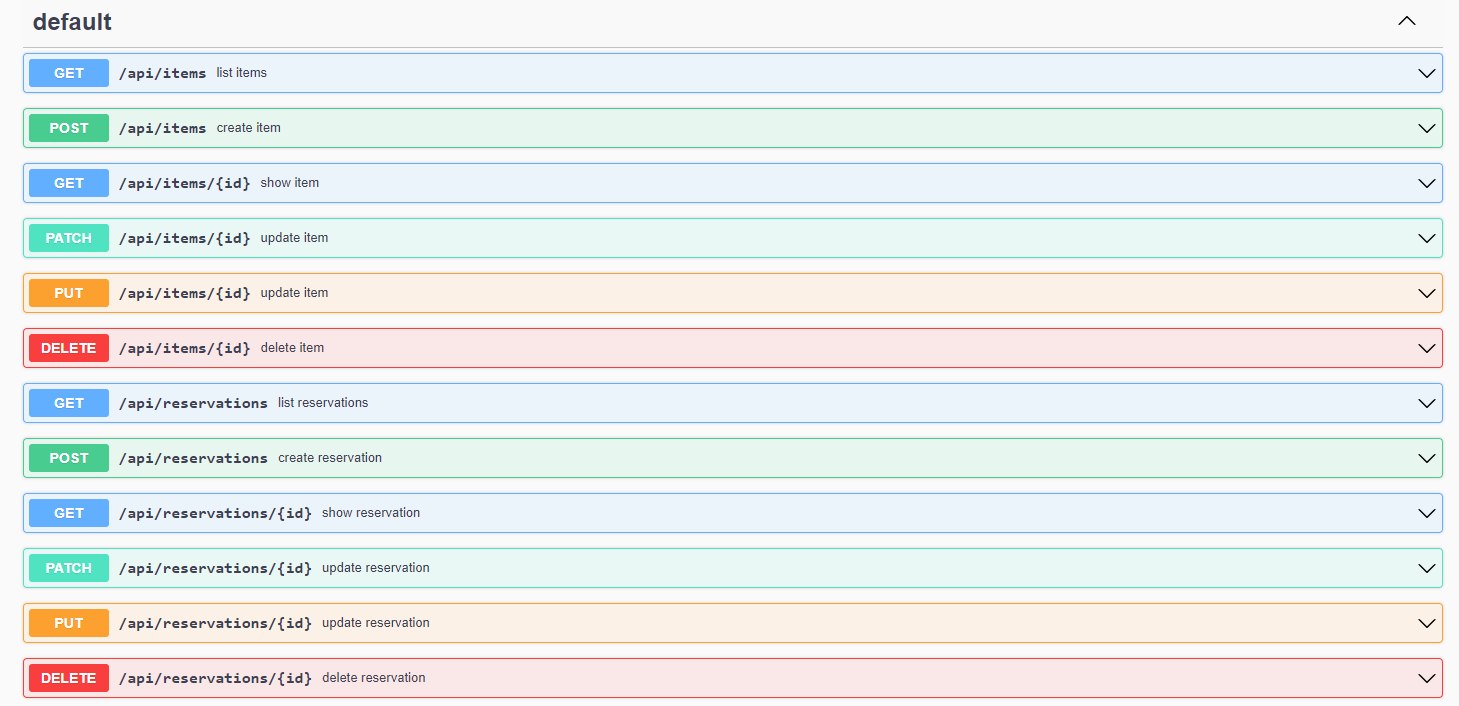 default
GET /api/items list items
POST /api/items create item
GET /api/items/{id} show item
PATCH /api/items/{id} update item
PUT /api/items/{id} update item
DELETE /api/items/{id} delete item
GET /api/reservations list reservations
POST /api/reservations create reservation
GET /api/reservations/{id} show reservation
PATCH /api/reservations/{id} update reservation
PUT /api/reservations/{id} update reservation
DELETE /api/reservations/{id} delete reservation